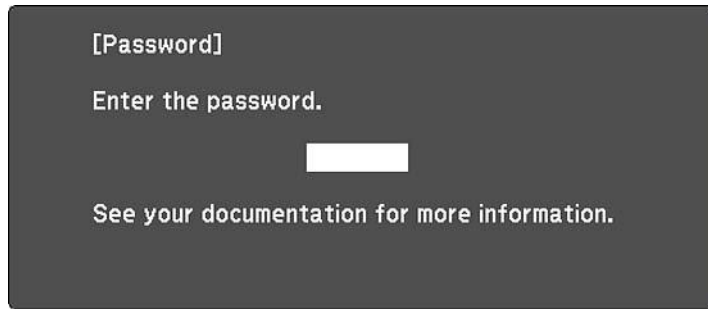 [Password]
Enter the password.
See your documentation for more information.